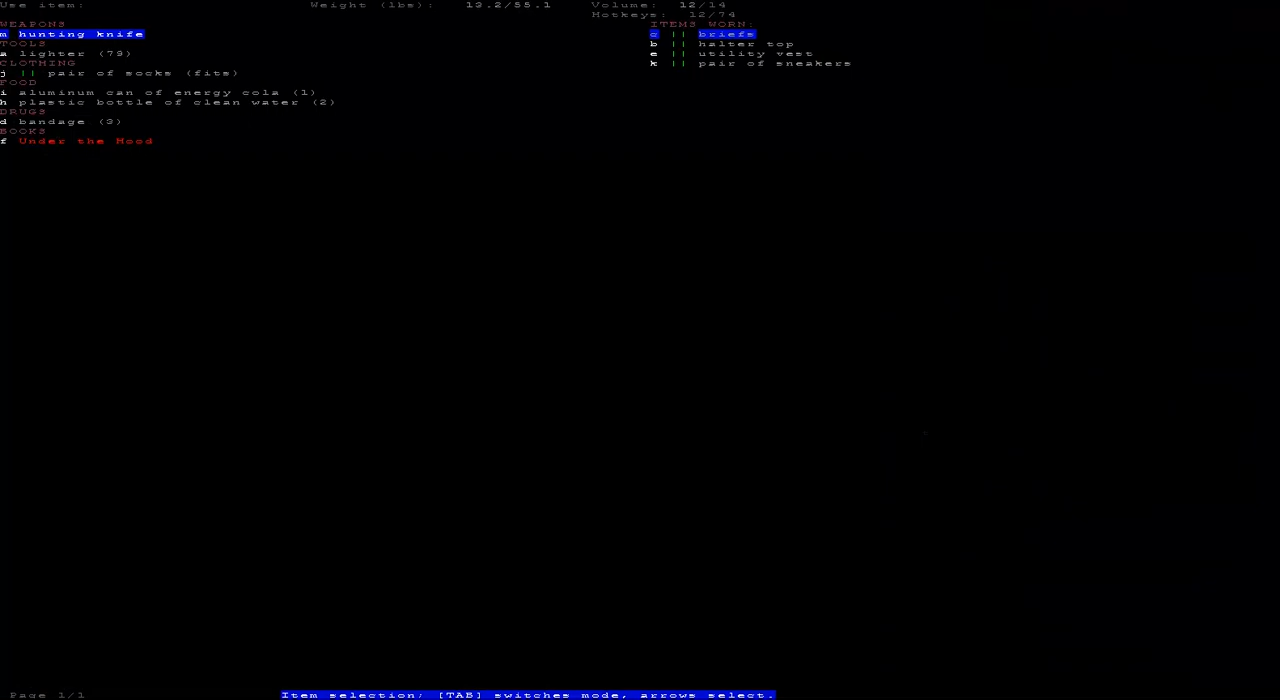 Use item: Weight (lbs): 19.2/55.1 Volume: 12/14
Hotkeys: 12/74
WEAPONS ITEMS WORN:
m hunting knife c || briefs
TOOLS b || halter top
a lighter (79) e || utility vest
CLOTHING k || pair of sneakers
j || pair of socks (fits)
FOOD
i aluminum can of energy cola (1)
h plastic bottle of clean water (2)
DRUGS
d bandage (3)
BOOKS
f Under the Hood
Page 1/1 Item selection; [TAB] switches mode, arrows select.